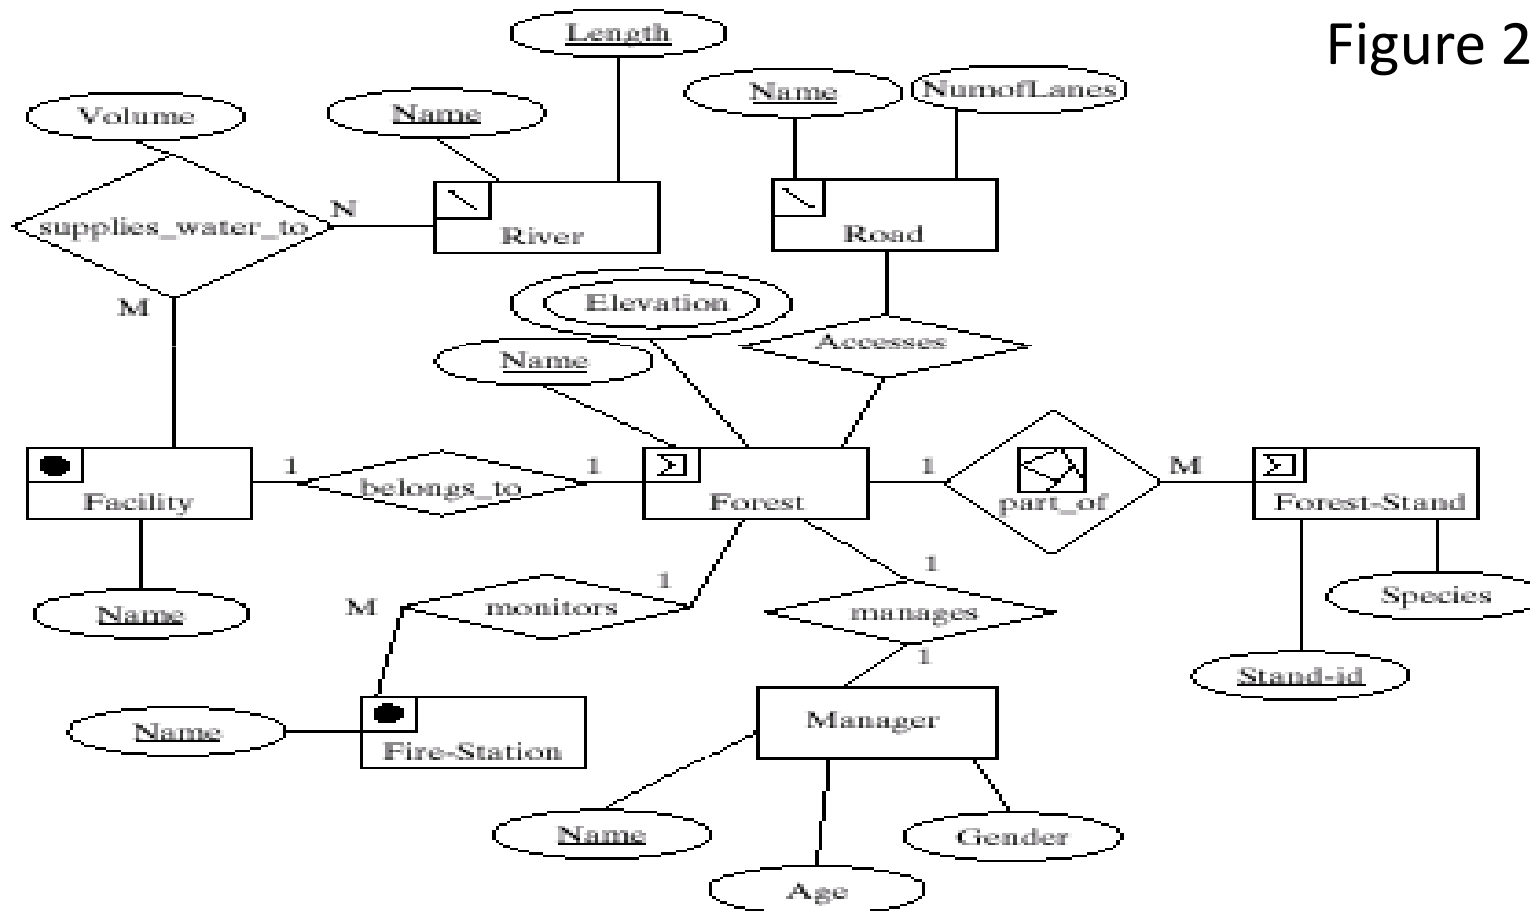 Figure 2
Length
Name
NumofLanes
Volume
Name
N
supplies_water_to
River
Road
M
Elevation
Accesses
Name
1
1
1
M
Facility
belongs_to
Forest
part_of
Forest-Stand
1
1
Name
M
monitors
manages
Species
1
Stand-id
Name
Fire-Station
Manager
Name
Gender
Age